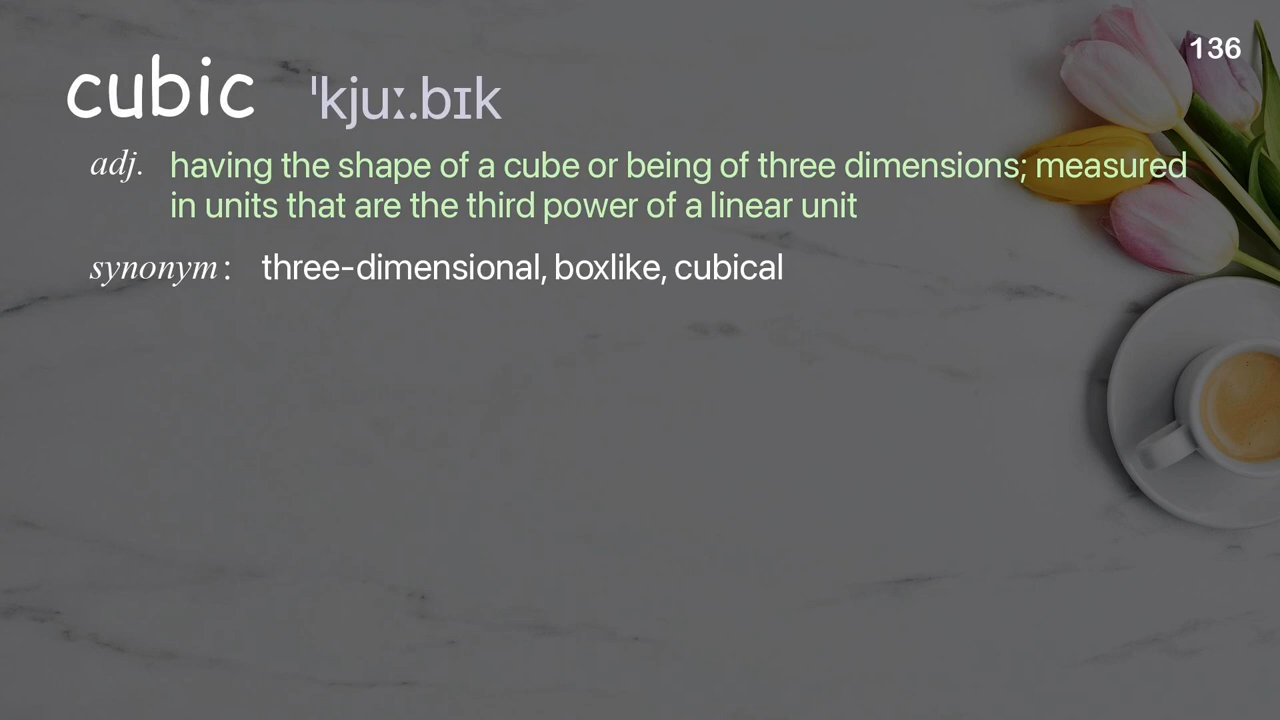 136
cubic ˈkjuː.bɪk
adj. having the shape of a cube or being of three dimensions; measured
in units that are the third power of a linear unit
synonym: three-dimensional, boxlike, cubical